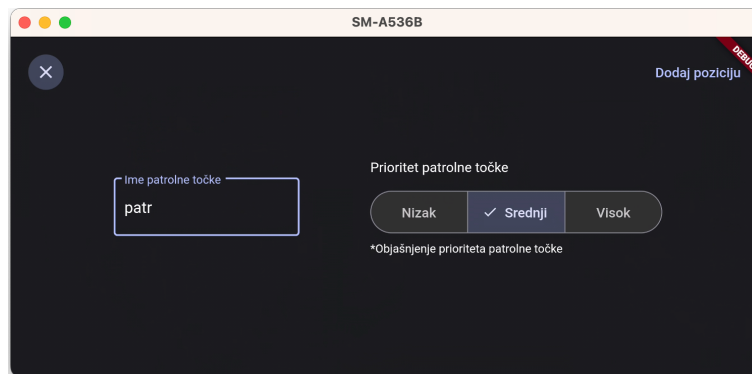 SM-A536B
DEBUG
Dodaj poziciju
Ime patrolne točke
patr
Prioritet patrolne točke
Nizak
Srednji
Visok
*Objašnjenje prioriteta patrolne točke